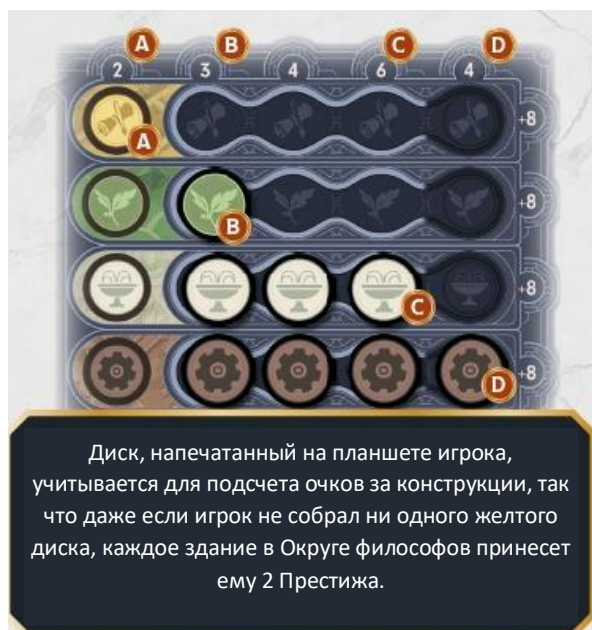 A B C D
2 3 4 6 4
A +8
B +8
C +8
D +8
Диск, напечатанный на планшете игрока,
учитывается для подсчета очков за конструкции, так
что даже если игрок не собрал ни одного желтого
диска, каждое здание в Округе философов принесет
ему 2 Престижа.